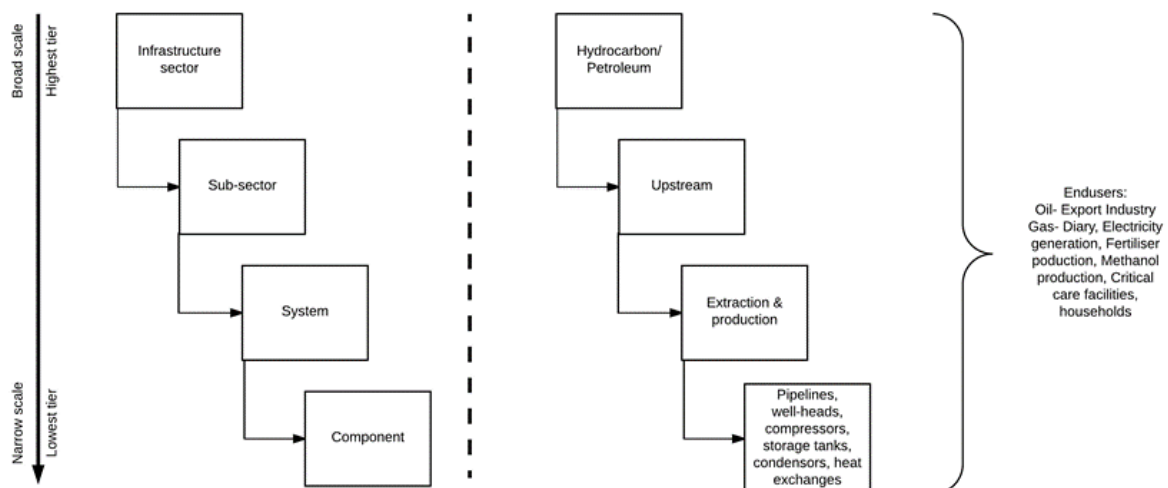 Broad scale
Highest tier
Infrastructure
sector
Sub-sector
System
Component
Narrow scale
Lowest tier
Hydrocarbon/
Petroleum
Upstream
Extraction &
production
Pipelines,
well-heads,
compressors,
storage tanks,
condensors, heat
exchanges
Endusers:
Oil- Export Industry
Gas- Diary, Electricity
generation, Fertiliser
poduction, Methanol
production, Critical
care facilities,
households